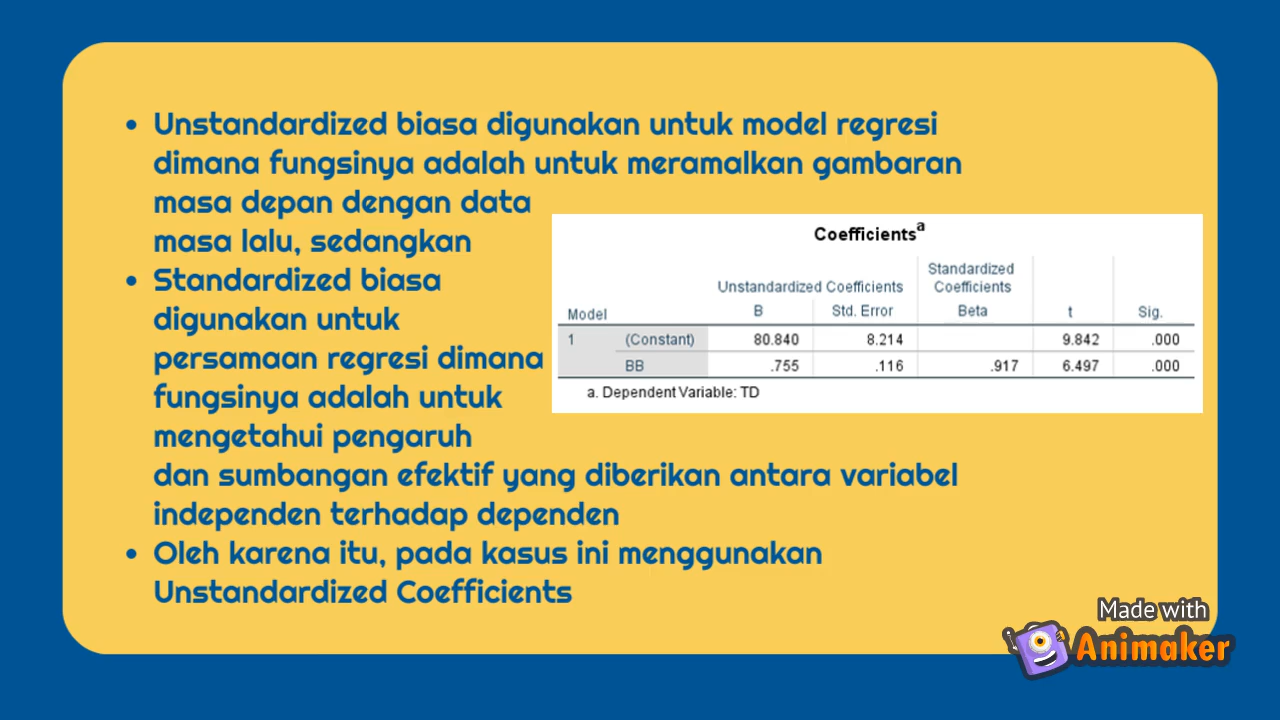 • Unstandardized biasa digunakan untuk model regresi
dimana fungsinya adalah untuk meramalkan gambaran
masa depan dengan data
masa lalu, sedangkan
• Standardized biasa
digunakan untuk
persamaan regresi dimana
fungsinya adalah untuk
mengetahui pengaruh
dan sumbangan efektif yang diberikan antara variabel
independen terhadap dependen
• Oleh karena itu, pada kasus ini menggunakan
Unstandardized Coefficients
Coefficientsᵃ
Unstandardized Coefficients
Standardized
Coefficients
Model B Std. Error Beta t Sig.
1 (Constant) 80.840 8.214 9.842 .000
BB .755 .116 .917 6.497 .000
a. Dependent Variable: TD
Made with
Animaker